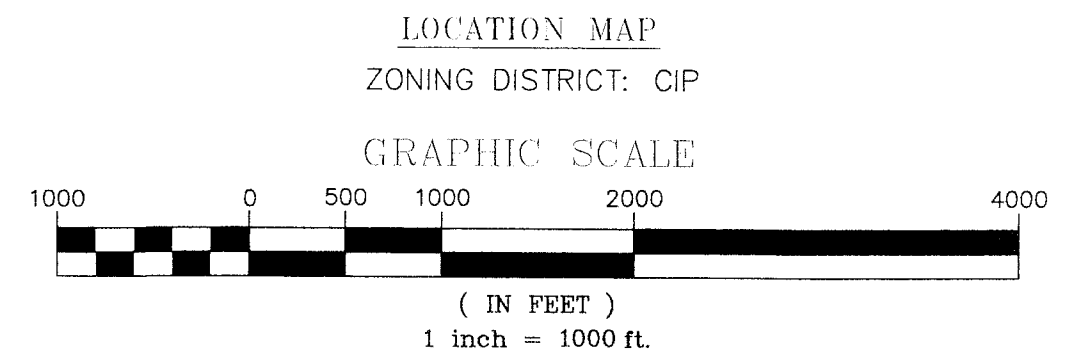 LOCATION MAP
ZONING DISTRICT: CIP
GRAPHIC SCALE
1000 0 500 1000 2000 4000
( IN FEET )
1 inch = 1000 ft.